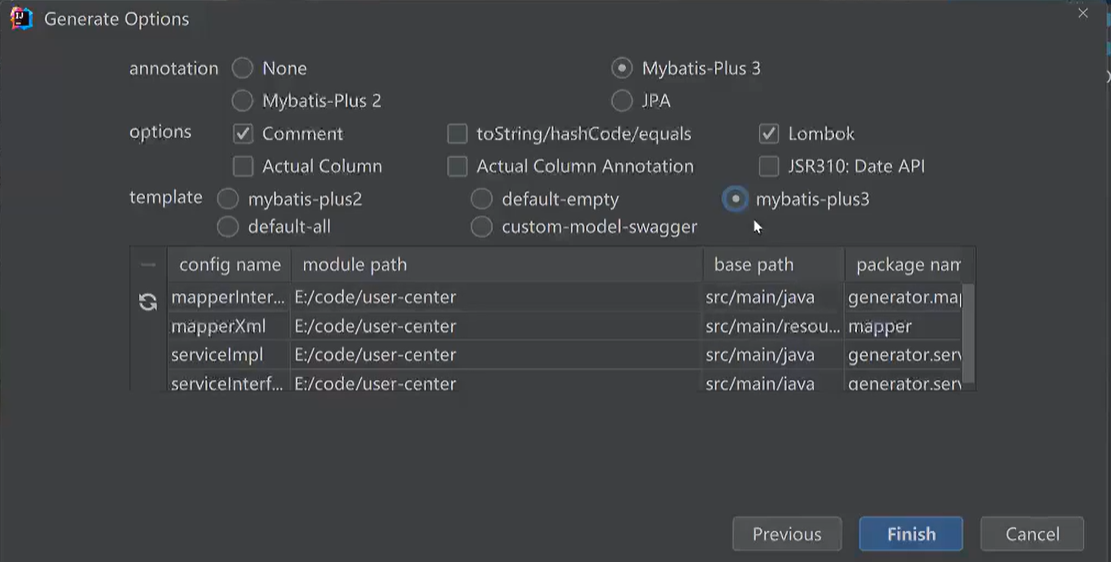 Generate Options
annotation None Mybatis-Plus 3
Mybatis-Plus 2 JPA
options Comment toString/hashCode/equals Lombok
Actual Column Actual Column Annotation JSR310: Date API
template mybatis-plus2 default-empty mybatis-plus3
default-all custom-model-swagger
config name module path base path package nam
mapperInter... E:/code/user-center src/main/java generator.map
mapperXml E:/code/user-center src/main/resou... mapper
serviceImpl E:/code/user-center src/main/java generator.serv
serviceInterf... E:/code/user-center src/main/java generator.serv
Previous Finish Cancel